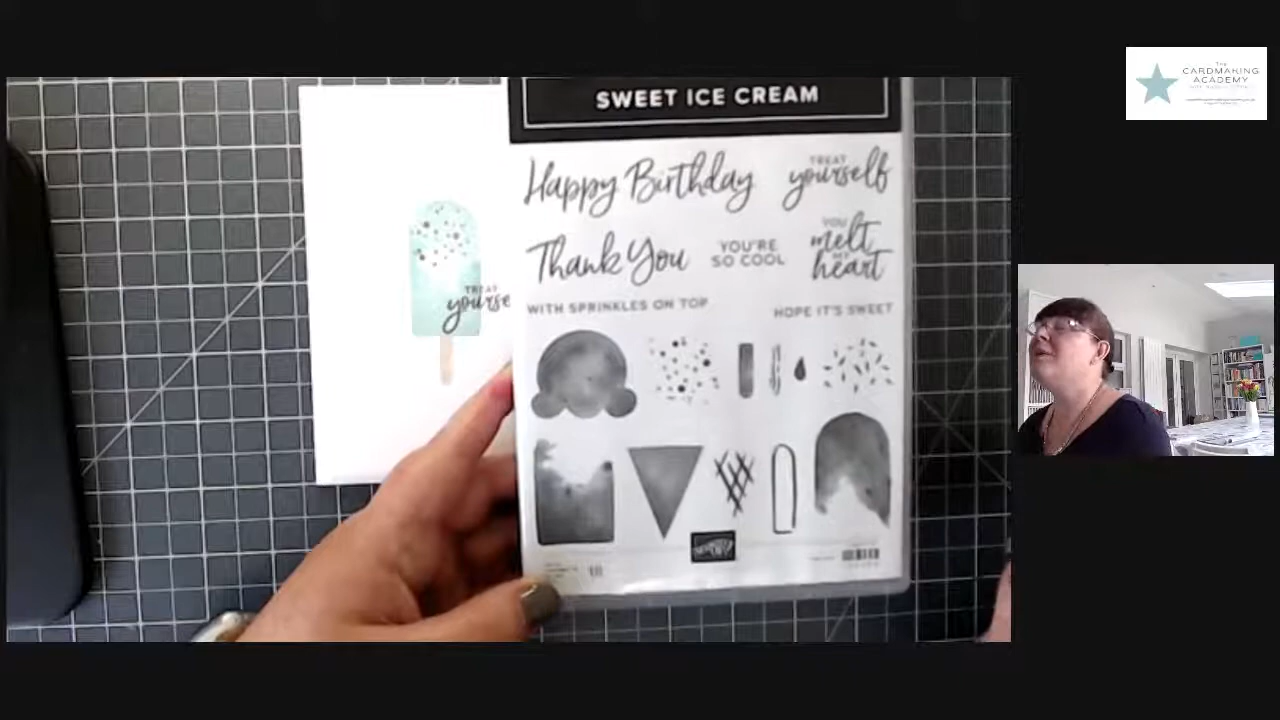 SWEET ICE CREAM
Happy Birthday
TREAT
yourself
Thank You
YOU'RE
SO COOL
YOU
melt
MY
heart
WITH SPRINKLES ON TOP
HOPE IT'S SWEET
TREAT
yourse
THE
CARDMAKING
ACADEMY